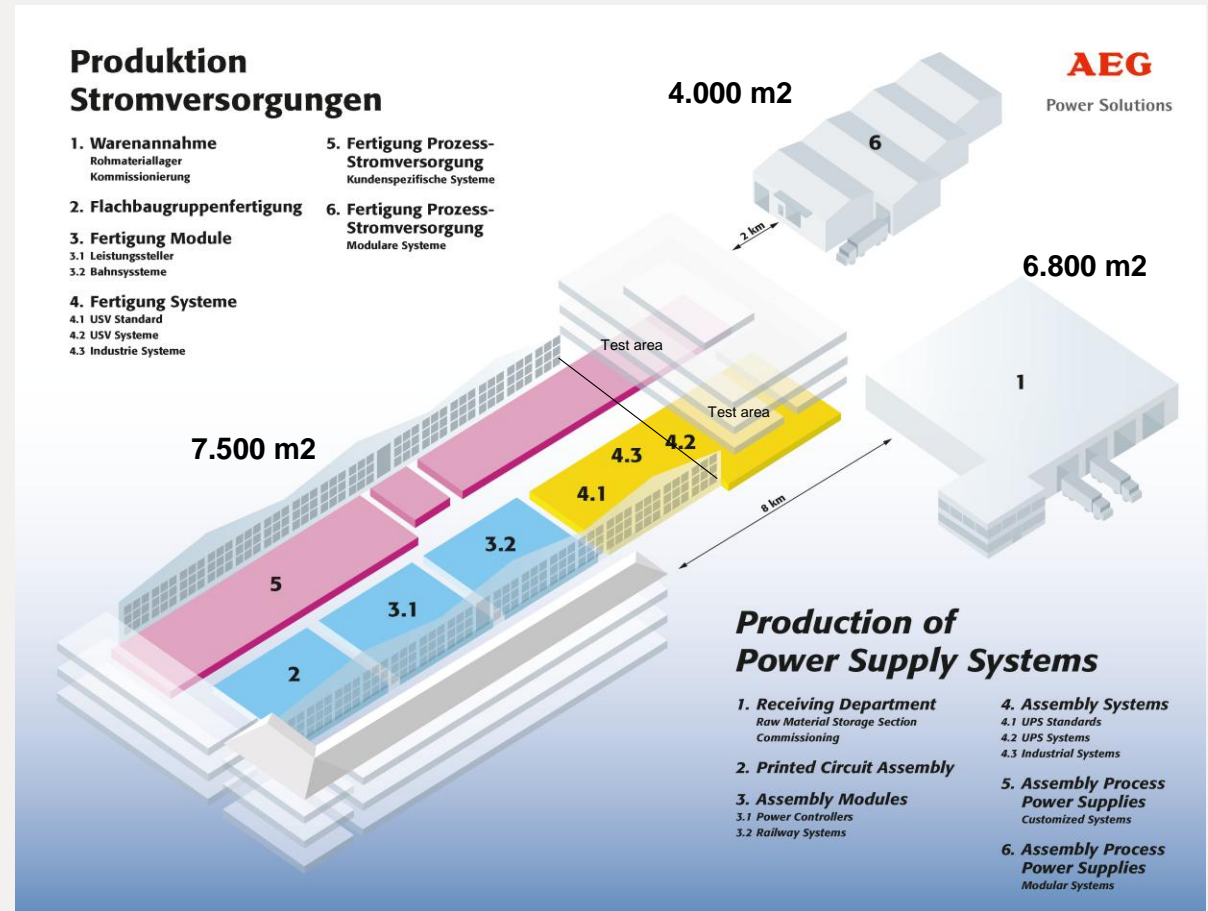 Produktion
Stromversorgungen
1. Warenannahme
Rohmateriallager
Kommissionierung
2. Flachbaugruppenfertigung
3. Fertigung Module
3.1 Leistungssteller
3.2 Bahnsyssteme
4. Fertigung Systeme
4.1 USV Standard
4.2 USV Systeme
4.3 Industrie Systeme
5. Fertigung Prozess-
Stromversorgung
Kundenspezifische Systeme
6. Fertigung Prozess-
Stromversorgung
Modulare Systeme
4.000 m2
AEG
Power Solutions
6
2 km
6.800 m2
1
Test area
Test area
7.500 m2
4.3
4.2
4.1
8 km
3.2
5
3.1
2
Production of
Power Supply Systems
1. Receiving Department
Raw Material Storage Section
Commissioning
2. Printed Circuit Assembly
3. Assembly Modules
3.1 Power Controllers
3.2 Railway Systems
4. Assembly Systems
4.1 UPS Standards
4.2 UPS Systems
4.3 Industrial Systems
5. Assembly Process
Power Supplies
Customized Systems
6. Assembly Process
Power Supplies
Modular Systems